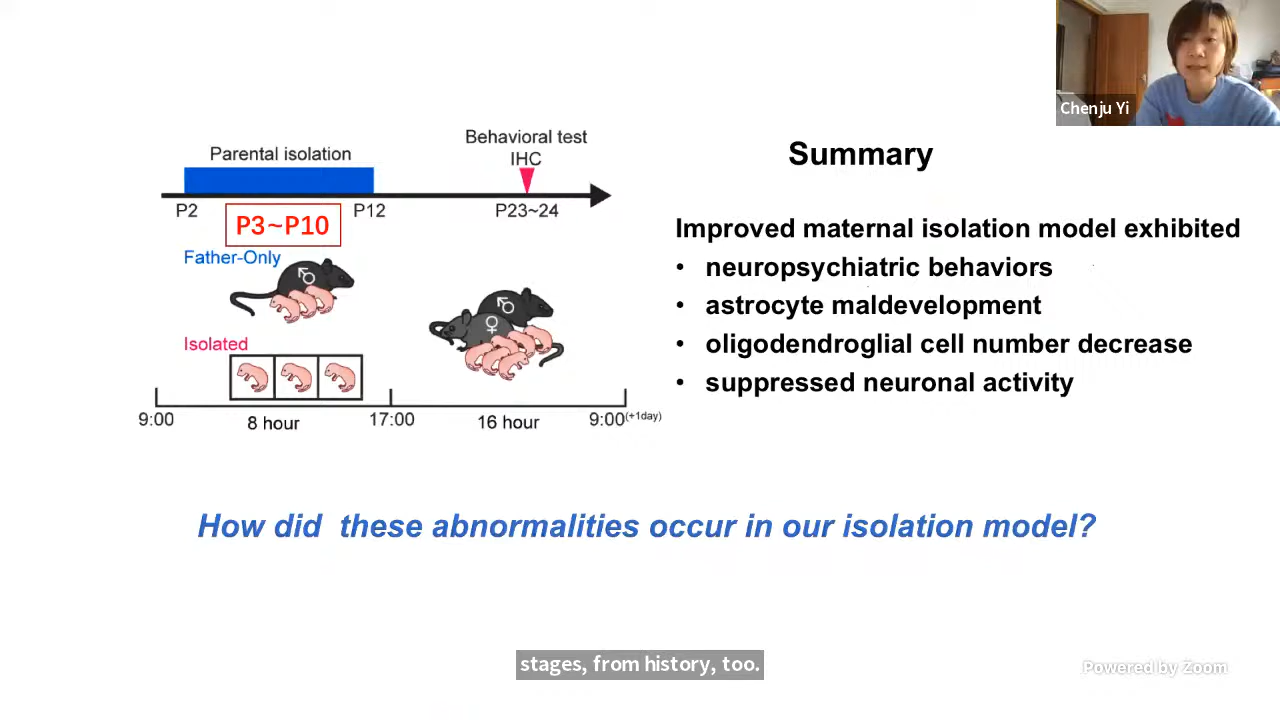 Chenju Yi
Behavioral test
IHC
Parental isolation
P2
P12
P23~24
P3~P10
Father-Only
Isolated
9:00
8 hour
17:00
16 hour
9:00(+1day)
Summary
Improved maternal isolation model exhibited
• neuropsychiatric behaviors
• astrocyte maldevelopment
• oligodendroglial cell number decrease
• suppressed neuronal activity
How did these abnormalities occur in our isolation model?
stages, from history, too.
Powered by Zoom